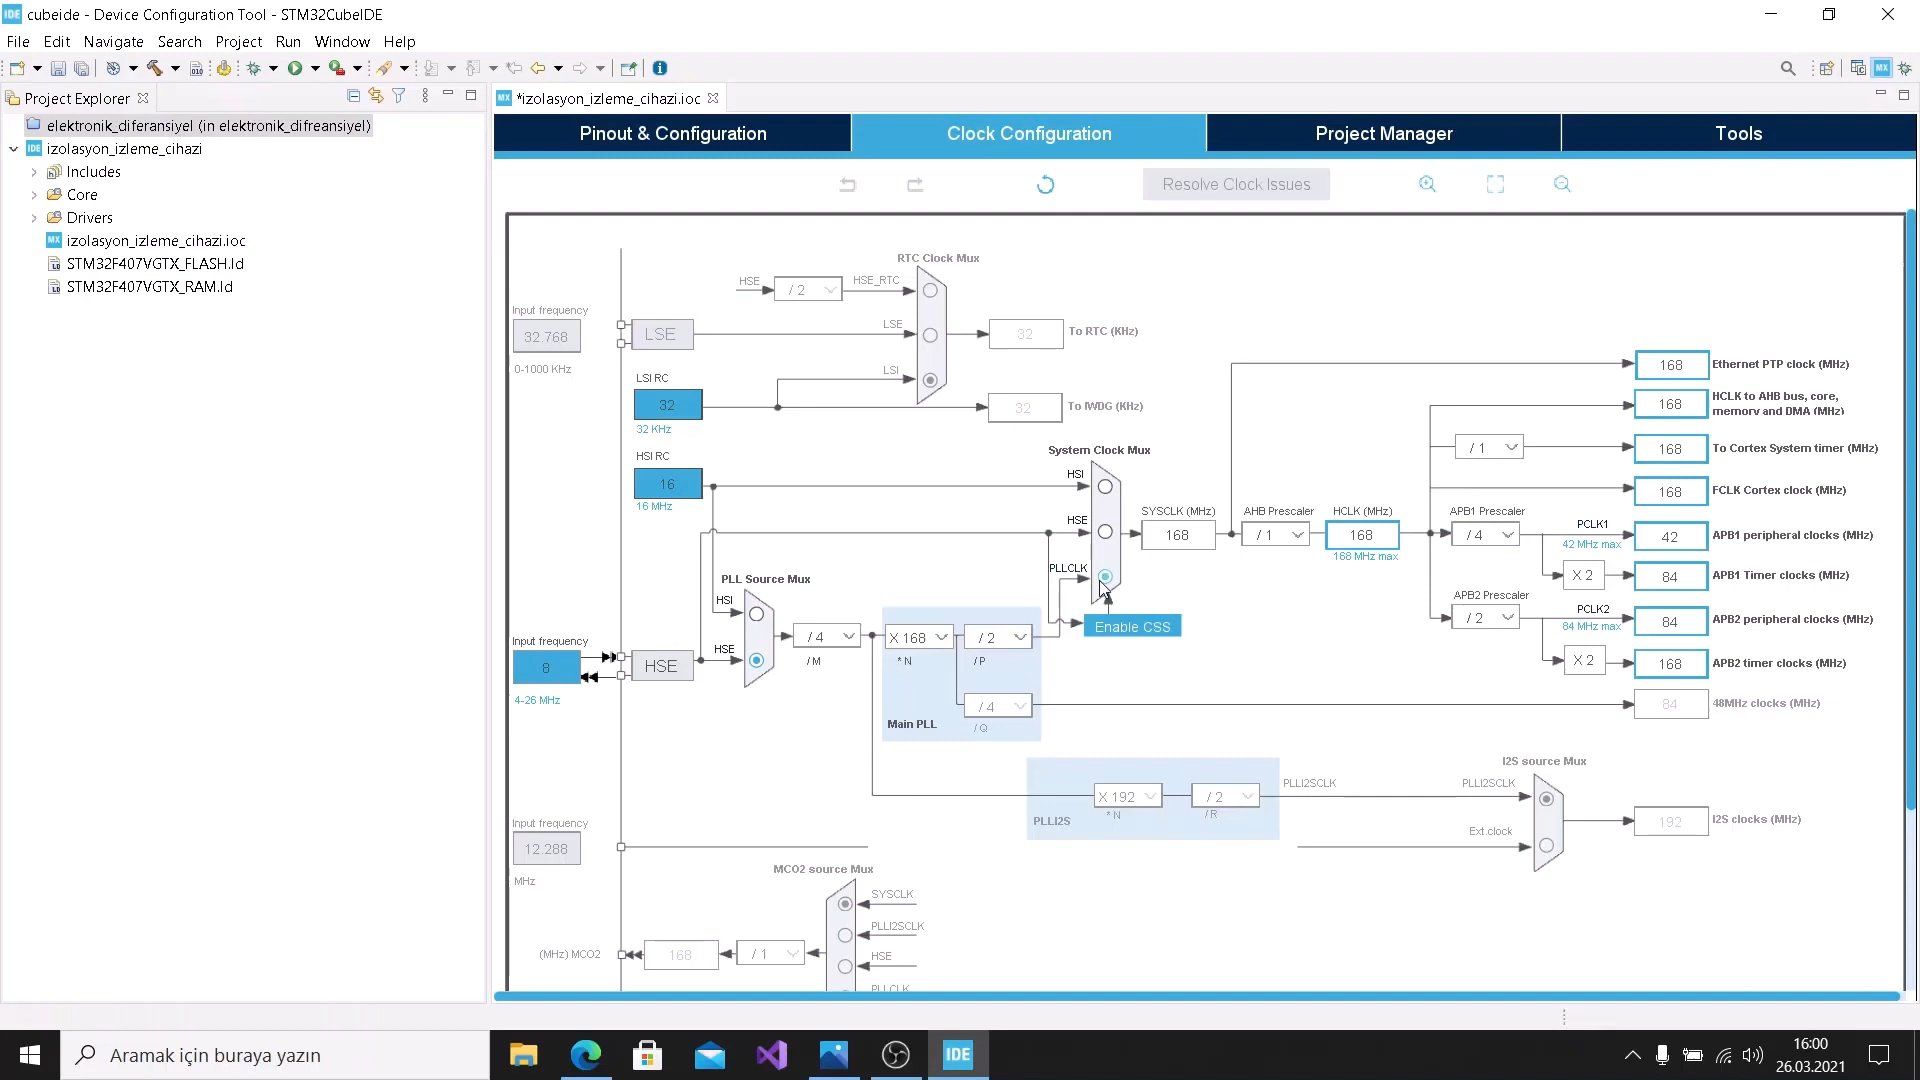 IDE cubeide - Device Configuration Tool - STM32CubeIDE
File Edit Navigate Search Project Run Window Help
Project Explorer
MX *izolasyon_izleme_cihazi.ioc
elektronik_diferansiyel (in elektronik_difreansiyel)
IDE izolasyon_izleme_cihazi
Includes
Core
Drivers
MX izolasyon_izleme_cihazi.ioc
STM32F407VGTX_FLASH.ld
STM32F407VGTX_RAM.ld
Pinout & Configuration
Clock Configuration
Project Manager
Tools
Resolve Clock Issues
RTC Clock Mux
HSE
/ 2
HSE_RTC
Input frequency
32.768
0-1000 KHz
LSE
LSE
32
To RTC (KHz)
LSI RC
32
32 KHz
LSI
32
To IWDG (KHz)
HSI RC
16
16 MHz
System Clock Mux
HSI
HSE
PLLCLK
Enable CSS
SYSCLK (MHz)
168
AHB Prescaler
/ 1
HCLK (MHz)
168
168 MHz max
168
Ethernet PTP clock (MHz)
168
HCLK to AHB bus, core,
memory and DMA (MHz)
/ 1
168
To Cortex System timer (MHz)
168
FCLK Cortex clock (MHz)
APB1 Prescaler
/ 4
PCLK1
42 MHz max
42
APB1 peripheral clocks (MHz)
X 2
84
APB1 Timer clocks (MHz)
APB2 Prescaler
/ 2
PCLK2
84 MHz max
84
APB2 peripheral clocks (MHz)
X 2
168
APB2 timer clocks (MHz)
84
48MHz clocks (MHz)
PLL Source Mux
HSI
HSE
Input frequency
8
4-26 MHz
HSE
/ 4
/ M
X 168
* N
/ 2
/ P
/ 4
/ Q
Main PLL
X 192
* N
/ 2
/ R
PLLI2S
PLLI2SCLK
I2S source Mux
PLLI2SCLK
Ext.clock
192
I2S clocks (MHz)
Input frequency
12.288
MHz
MCO2 source Mux
SYSCLK
PLLI2SCLK
HSE
PLLCLK
(MHz) MCO2
168
/ 1
Aramak için buraya yazın
IDE
16:00
26.03.2021